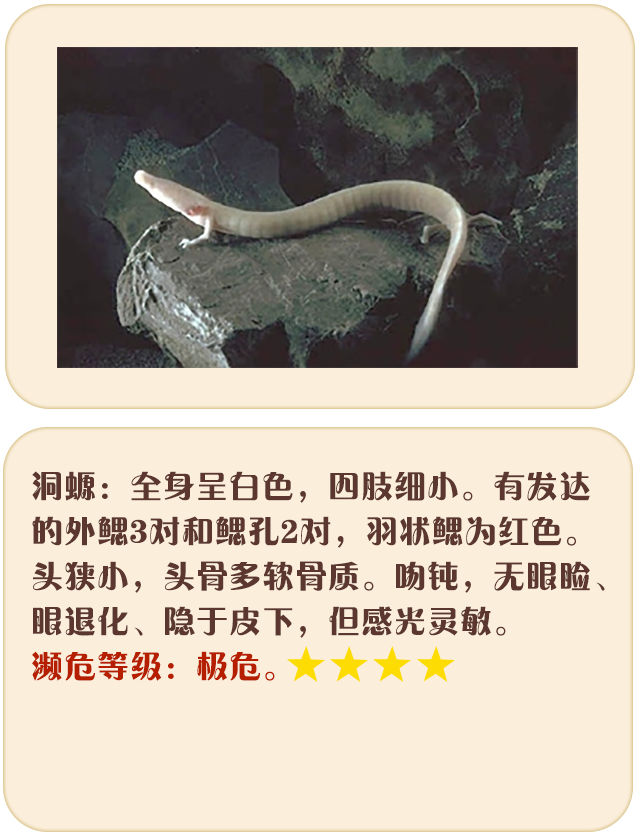 洞螈：全身呈白色，四肢细小。有发达
的外鳃3对和鳃孔2对，羽状鳃为红色。
头狭小，头骨多软骨质。吻钝，无眼睑、
眼退化、隐于皮下，但感光灵敏。
濒危等级：极危。★★★★